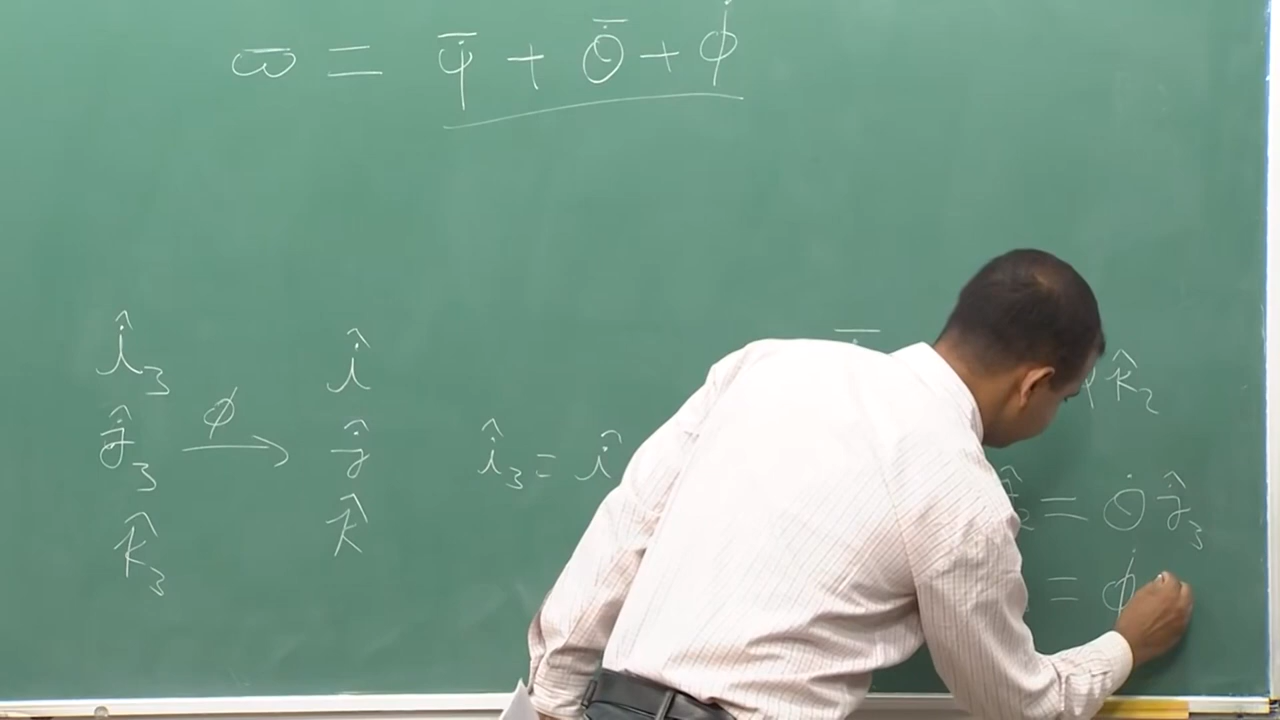 ω̄ = ψ̄̇ + θ̄̇ + φ̇
î₃ î
ĵ₃ φ → ĵ î₃ = î
k̂₃ k̂
k̂₂
= θ̇ ĵ₃
= φ̇